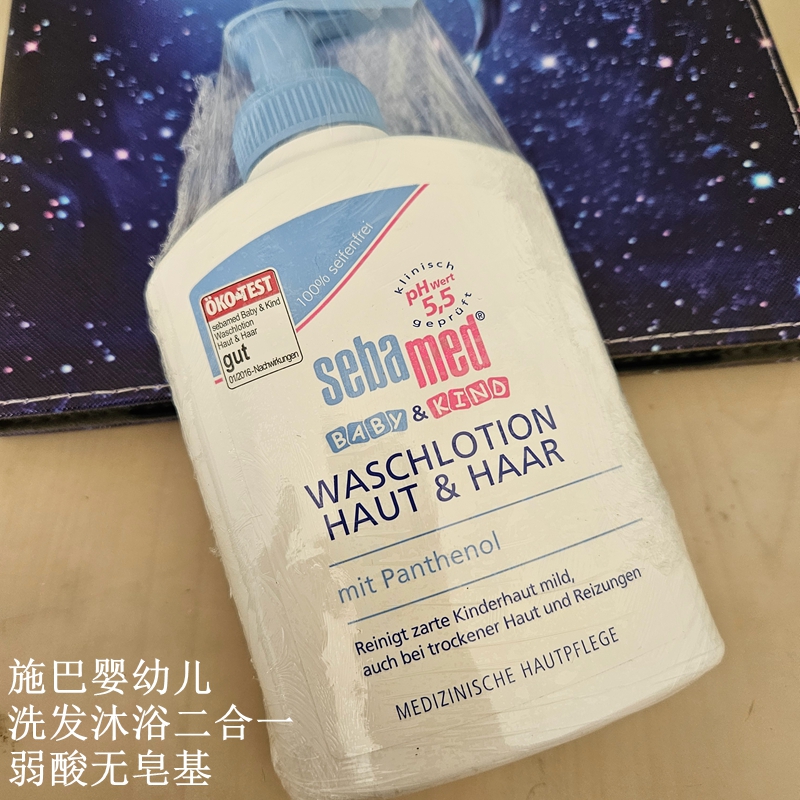 100% seifenfrei
ÖKO-TEST
sebamed Baby & Kind
Waschlotion
Haut & Haar
gut
01/2016-Nachwirkungen
klinisch
pH Wert
5,5
geprüft
sebamed®
BABY & KIND
WASCHLOTION
HAUT & HAAR
mit Panthenol
Reinigt zarte Kinderhaut mild,
auch bei trockener Haut und Reizungen
MEDIZINISCHE HAUTPFLEGE
施巴婴幼儿
洗发沐浴二合一
弱酸无皂基